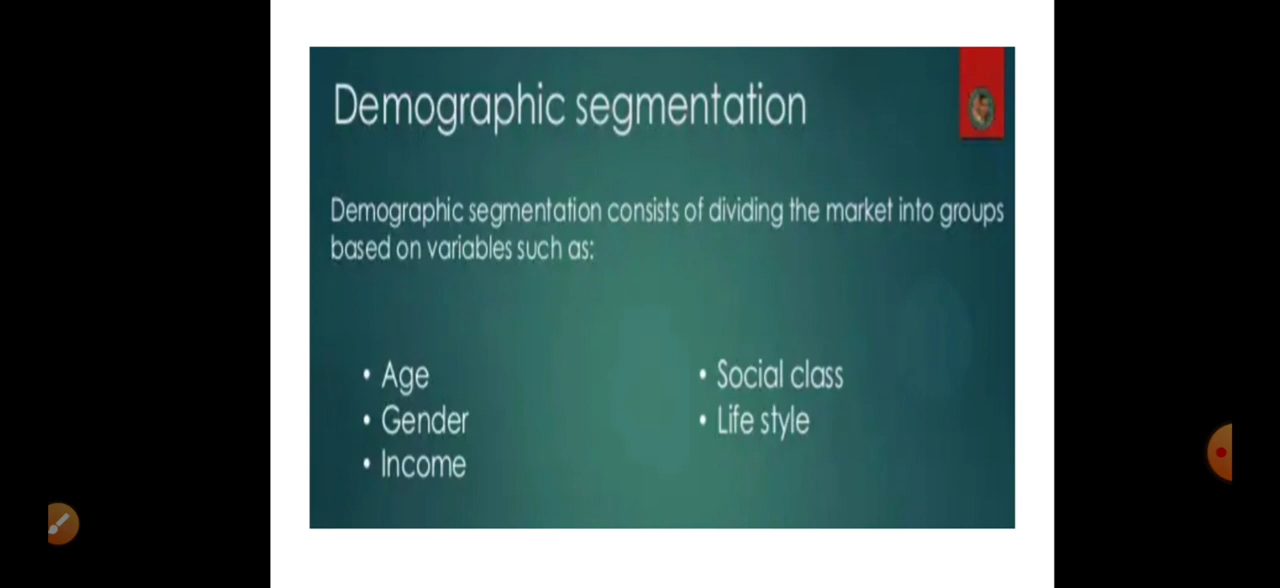 Demographic segmentation
Demographic segmentation consists of dividing the market into groups
based on variables such as:
• Age
• Gender
• Income
• Social class
• Life style